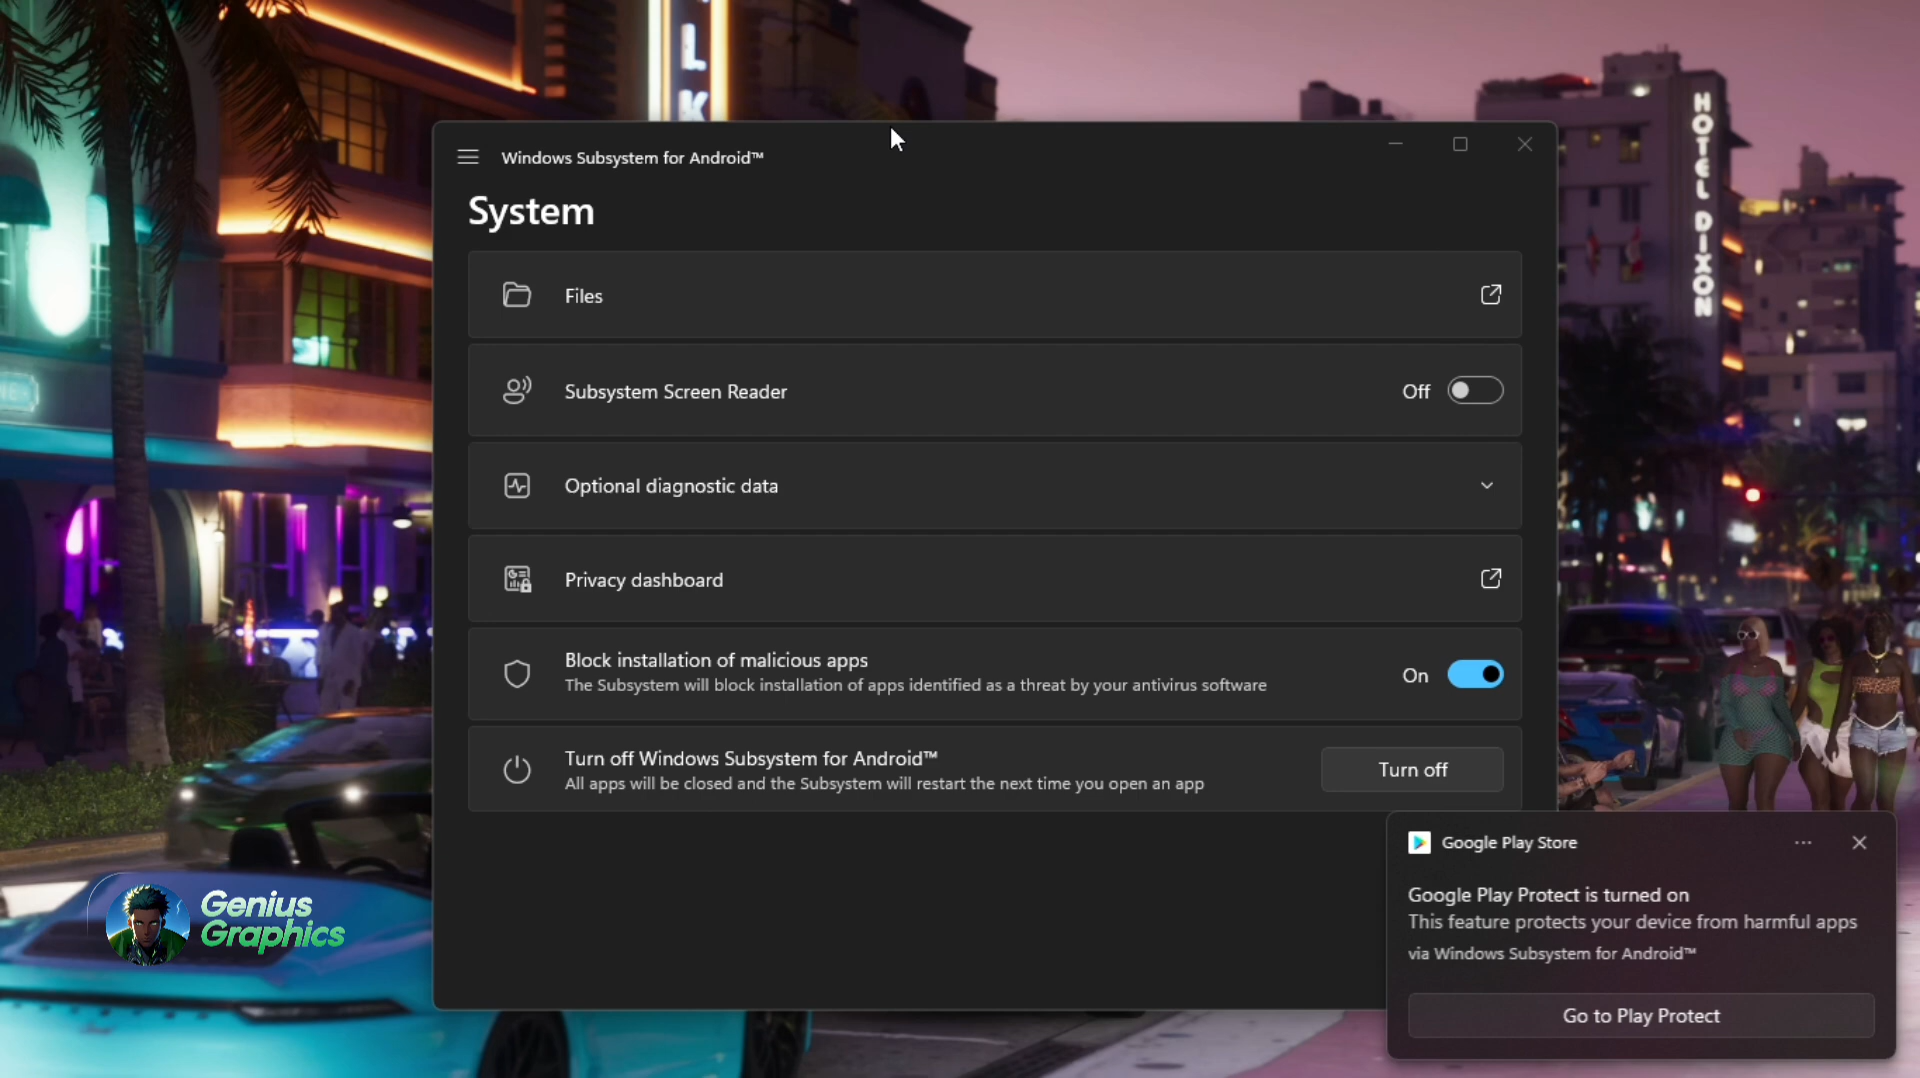 L
K
HOTEL DIXON
Windows Subsystem for Android™
System
Files
Subsystem Screen Reader
Off
Optional diagnostic data
Privacy dashboard
Block installation of malicious apps
The Subsystem will block installation of apps identified as a threat by your antivirus software
On
Turn off Windows Subsystem for Android™
All apps will be closed and the Subsystem will restart the next time you open an app
Turn off
Google Play Store
Google Play Protect is turned on
This feature protects your device from harmful apps
via Windows Subsystem for Android™
Go to Play Protect
Genius
Graphics